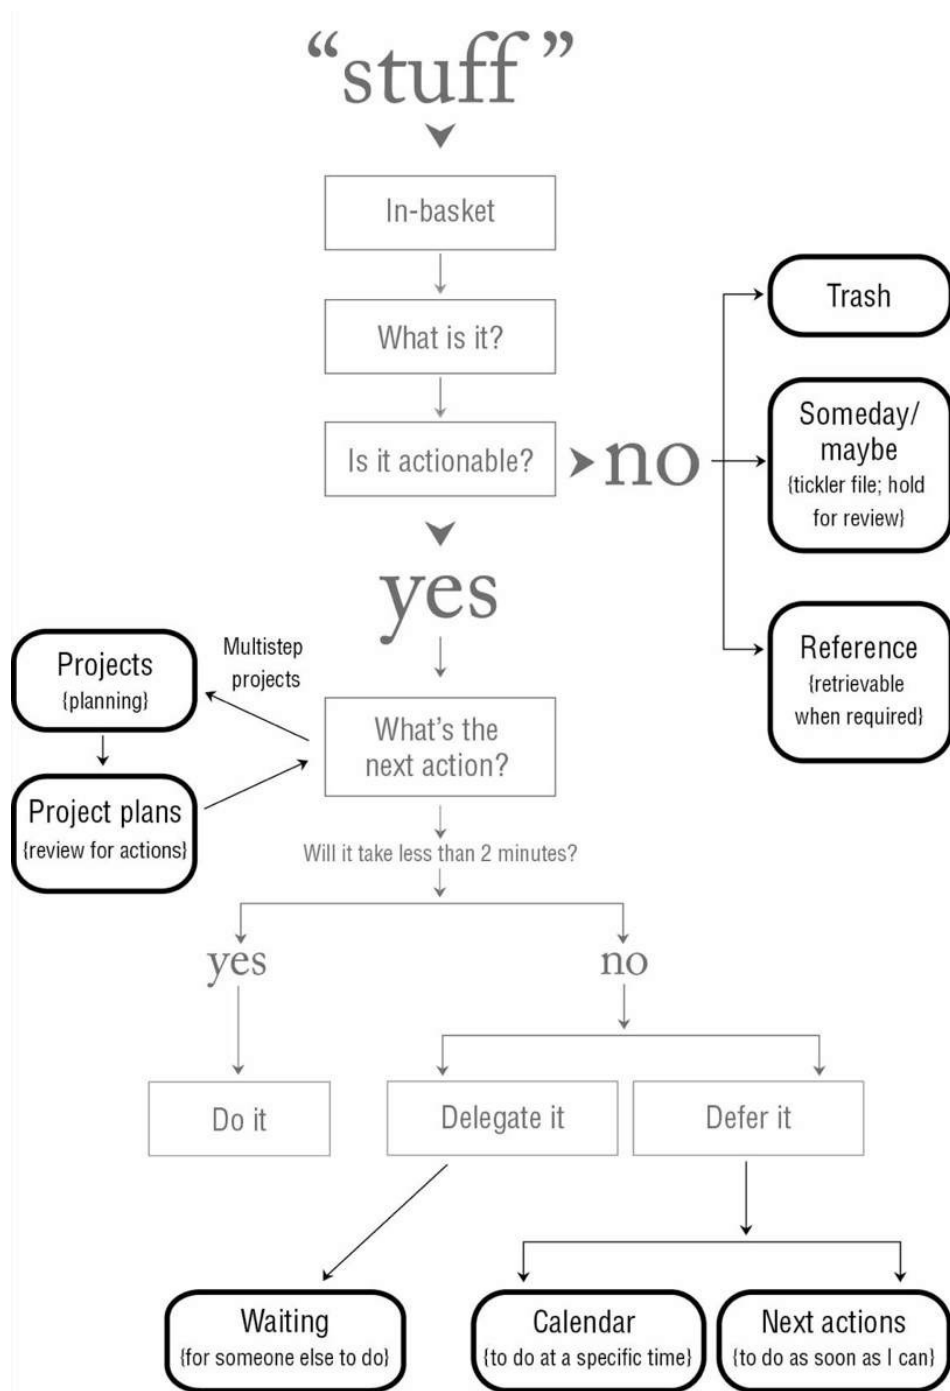 “stuff”
In-basket
What is it?
Is it actionable?
no
Trash
Someday/
maybe
{tickler file; hold
for review}
Reference
{retrievable
when required}
yes
Multistep
projects
Projects
{planning}
Project plans
{review for actions}
What’s the
next action?
Will it take less than 2 minutes?
yes
no
Do it
Delegate it
Defer it
Waiting
{for someone else to do}
Calendar
{to do at a specific time}
Next actions
{to do as soon as I can}